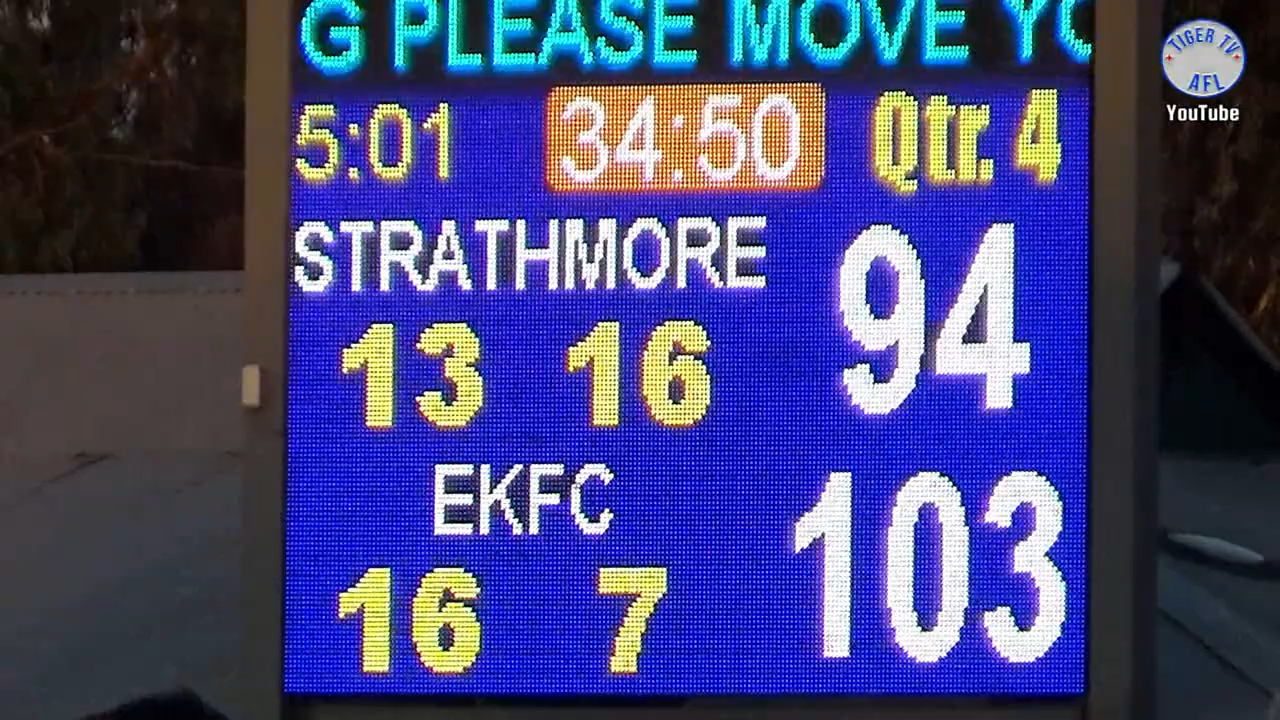 G PLEASE MOVE YO
5:01 34:50 Qtr. 4
STRATHMORE
13 16 94
EKFC
16 7 103
TIGER TV
AFL
YouTube